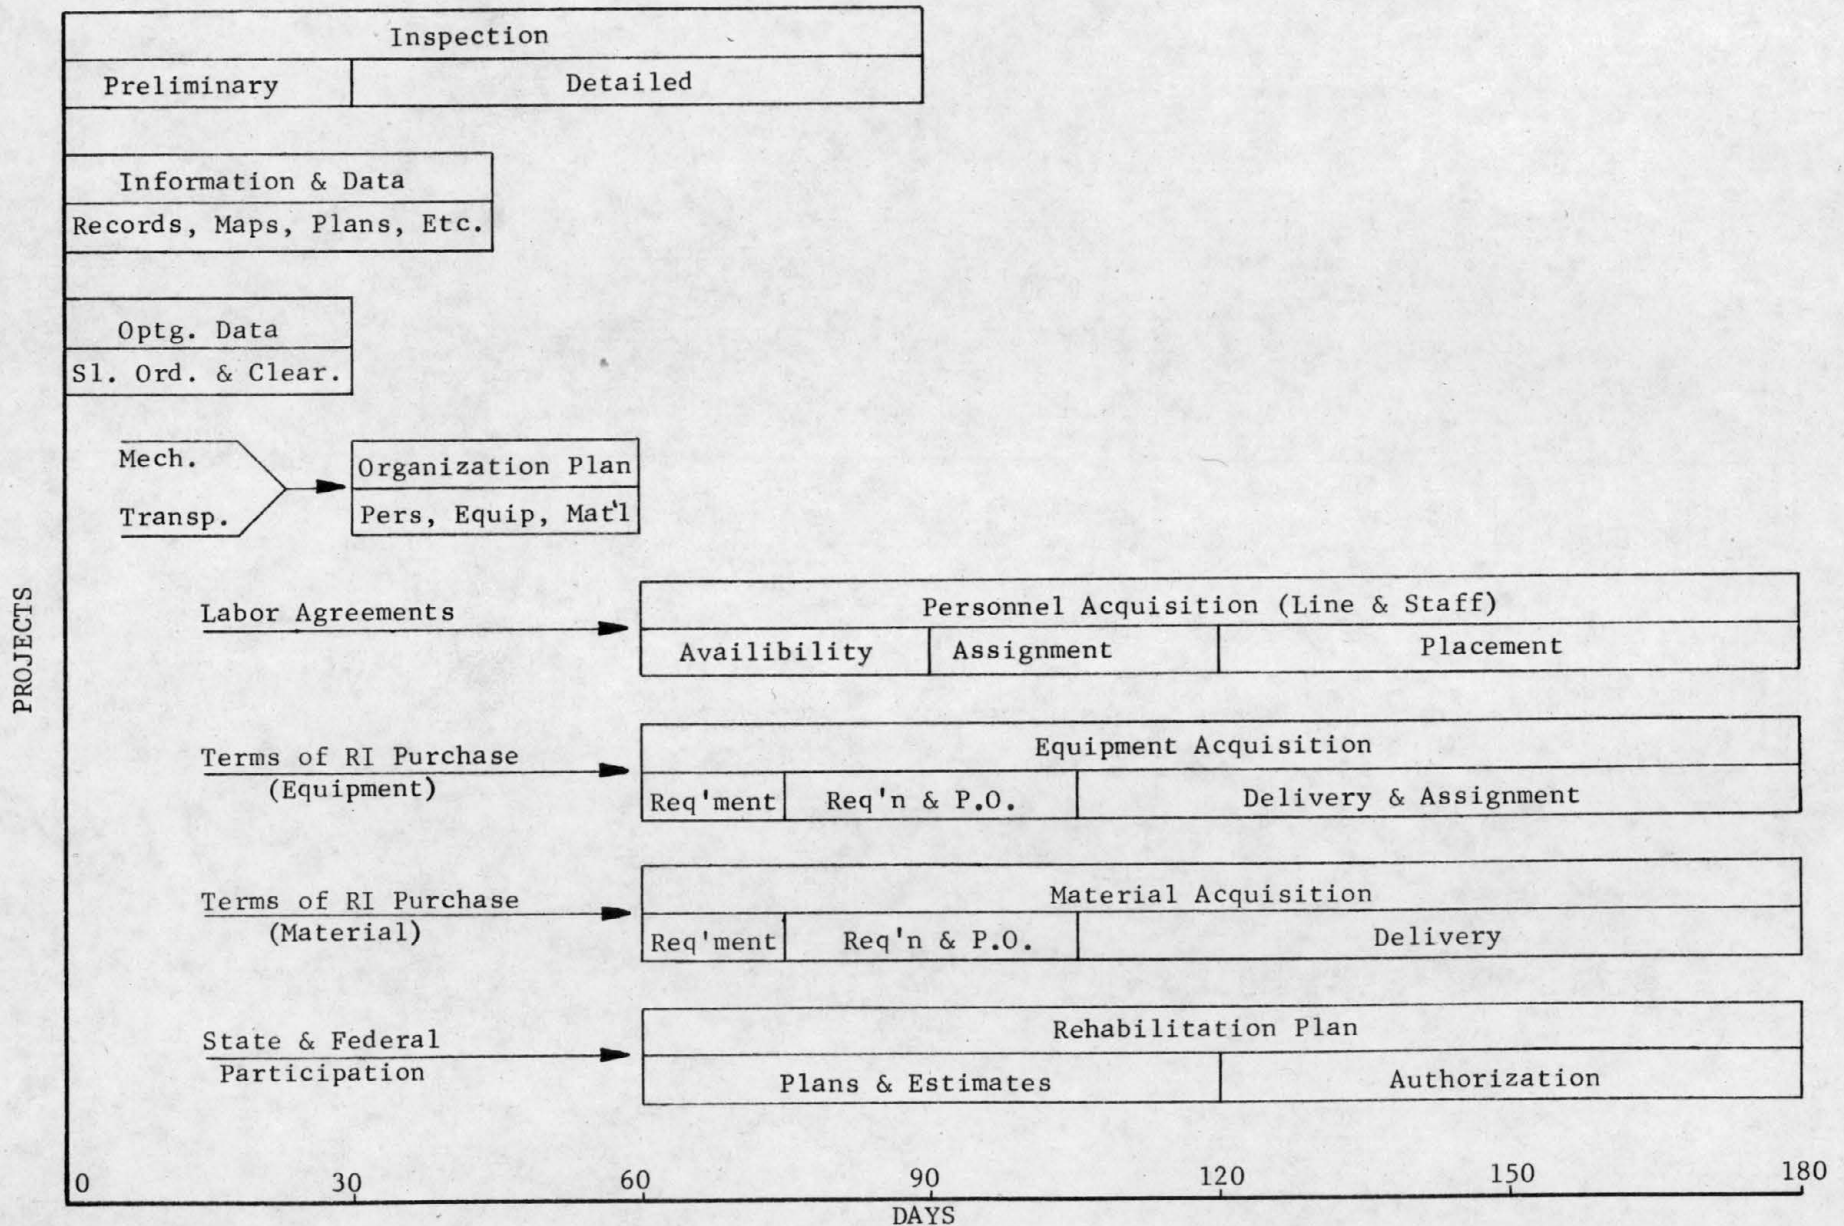 Inspection
Preliminary Detailed
Information & Data
Records, Maps, Plans, Etc.
Optg. Data
Sl. Ord. & Clear.
Mech.
Transp.
Organization Plan
Pers, Equip, Mat'l
PROJECTS
Labor Agreements
Personnel Acquisition (Line & Staff)
Availibility Assignment Placement
Terms of RI Purchase
(Equipment)
Equipment Acquisition
Req'ment Req'n & P.O. Delivery & Assignment
Terms of RI Purchase
(Material)
Material Acquisition
Req'ment Req'n & P.O. Delivery
State & Federal
Participation
Rehabilitation Plan
Plans & Estimates Authorization
0 30 60 90 120 150 180
DAYS